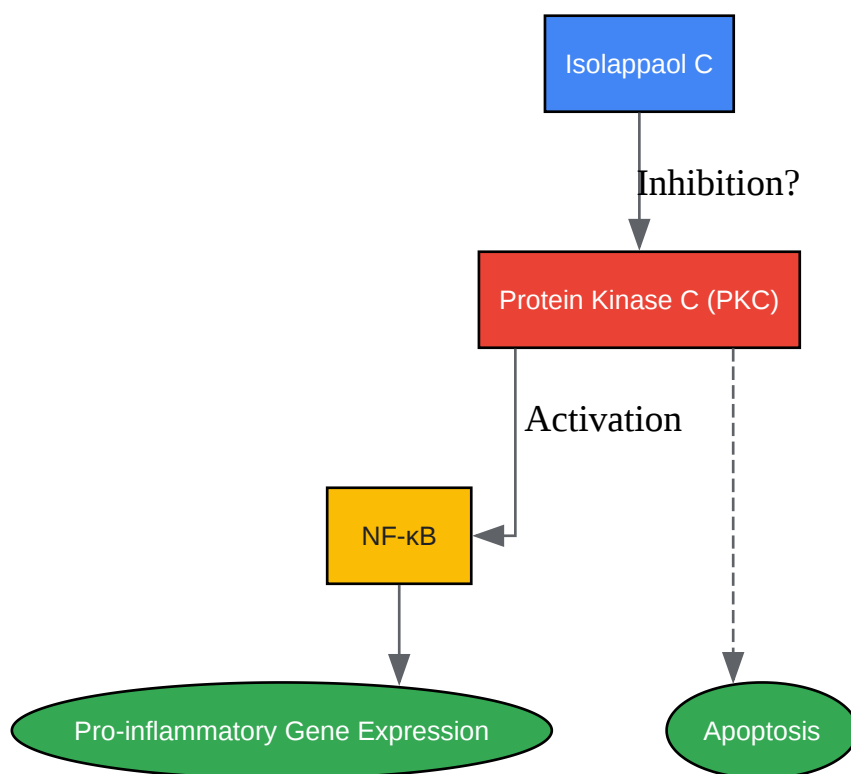 Isolappaol C
Inhibition?
Protein Kinase C (PKC)
Activation
NF-κB
Pro-inflammatory Gene Expression
Apoptosis